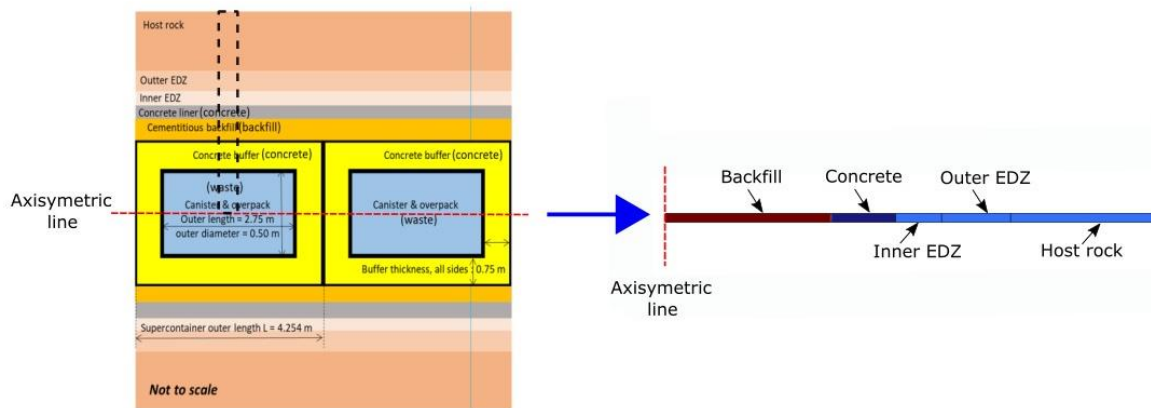 Host rock
Outter EDZ
Inner EDZ
Concrete liner (concrete)
Cementitious backfill (backfill)
Concrete buffer (concrete)
Concrete buffer (concrete)
(waste)
Canister & overpack
Outer length = 2.75 m
outer diameter = 0.50 m
Canister & overpack
(waste)
Buffer thickness, all sides : 0.75 m
Supercontainer outer length L = 4.254 m
Not to scale
Axisymetric
line
Backfill
Concrete
Outer EDZ
Inner EDZ
Host rock
Axisymetric
line